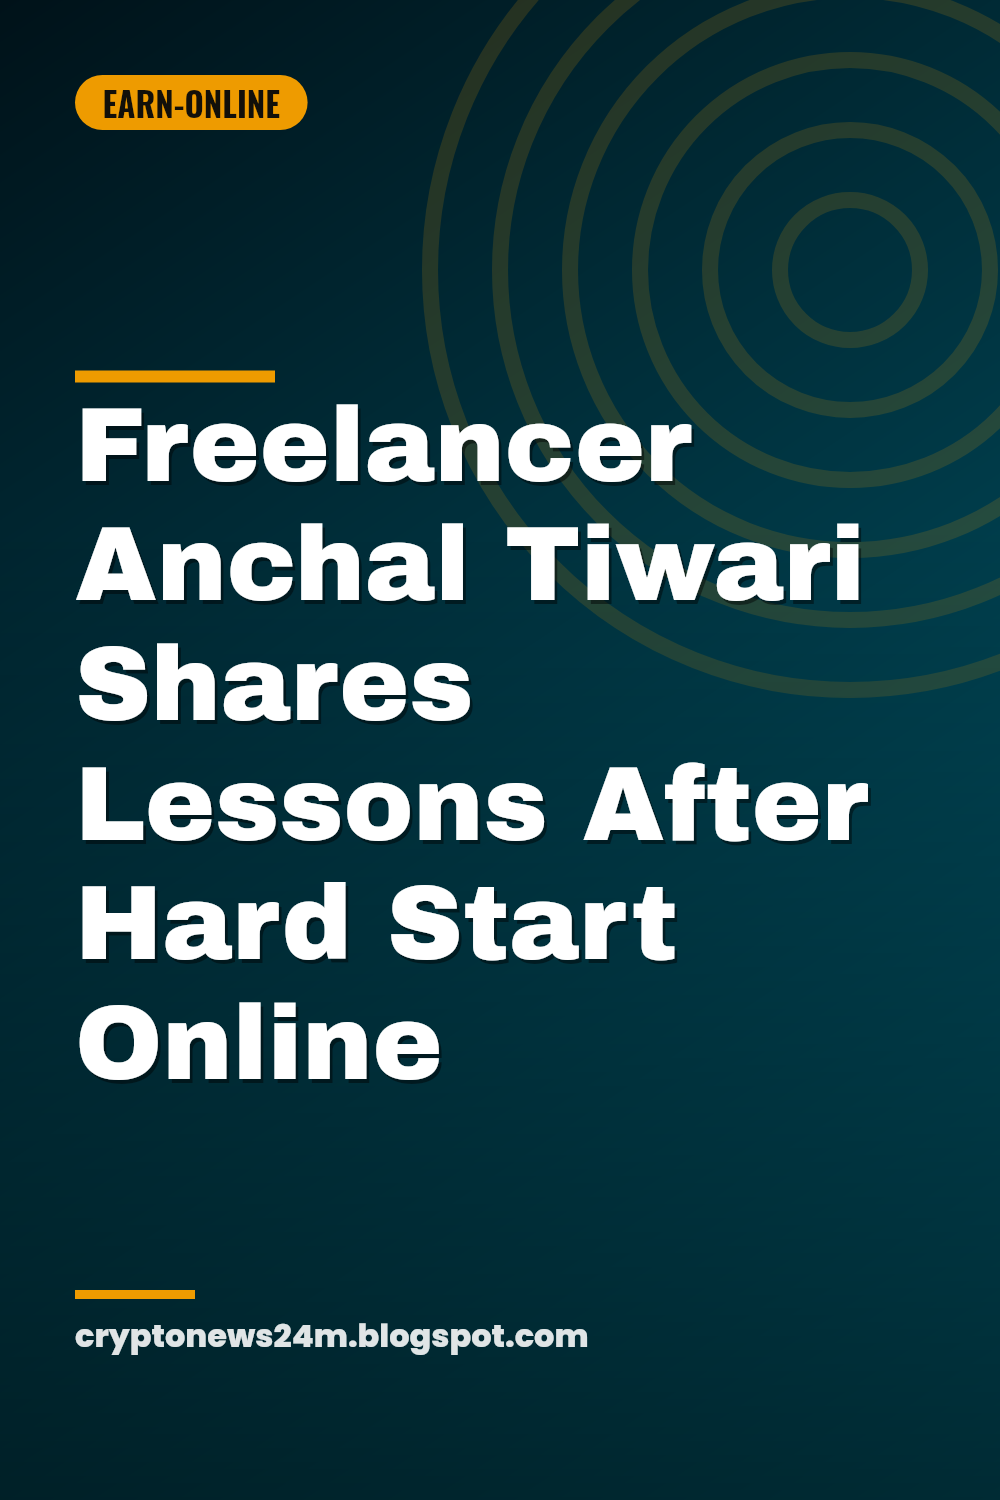 EARN-ONLINE
Freelancer
Anchal Tiwari
Shares
Lessons After
Hard Start
Online
cryptonews24m.blogspot.com